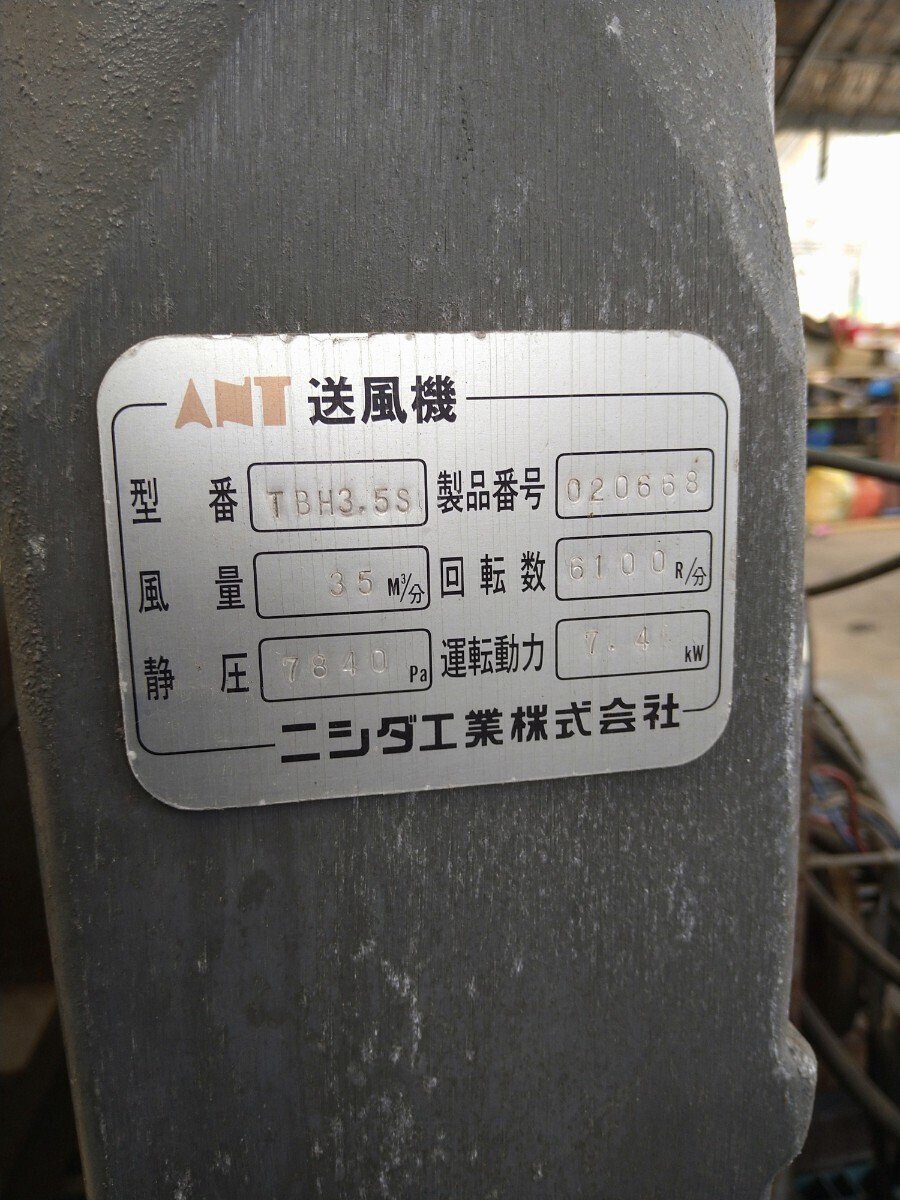 ANT 送風機
型番 TBH3.5S 製品番号 020668
風量 35 M³/分 回転数 6100 R/分
静圧 7840 Pa 運転動力 7.4 kW
ニシダ工業株式会社